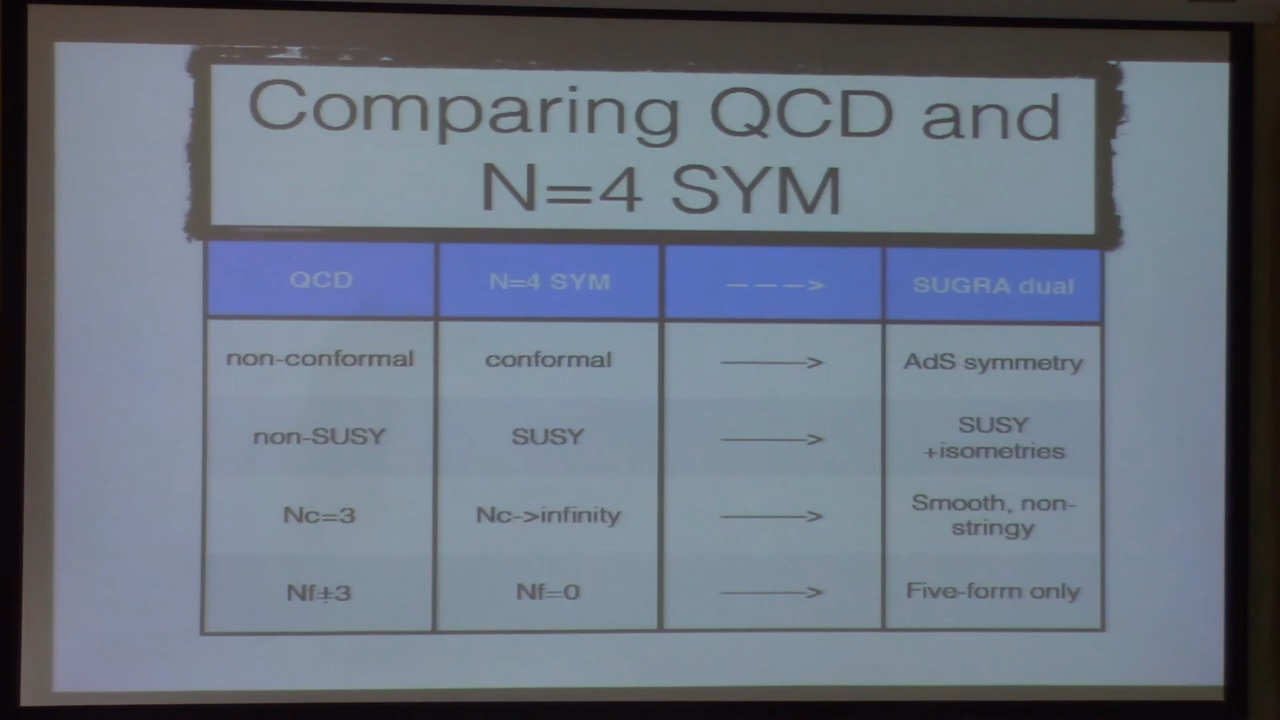 Comparing QCD and
N=4 SYM
QCD N=4 SYM ---> SUGRA dual
non-conformal conformal ———> AdS symmetry
non-SUSY SUSY ———> SUSY
+isometries
Nc=3 Nc->infinity ———> Smooth, non-
stringy
Nf=3 Nf=0 ———> Five-form only